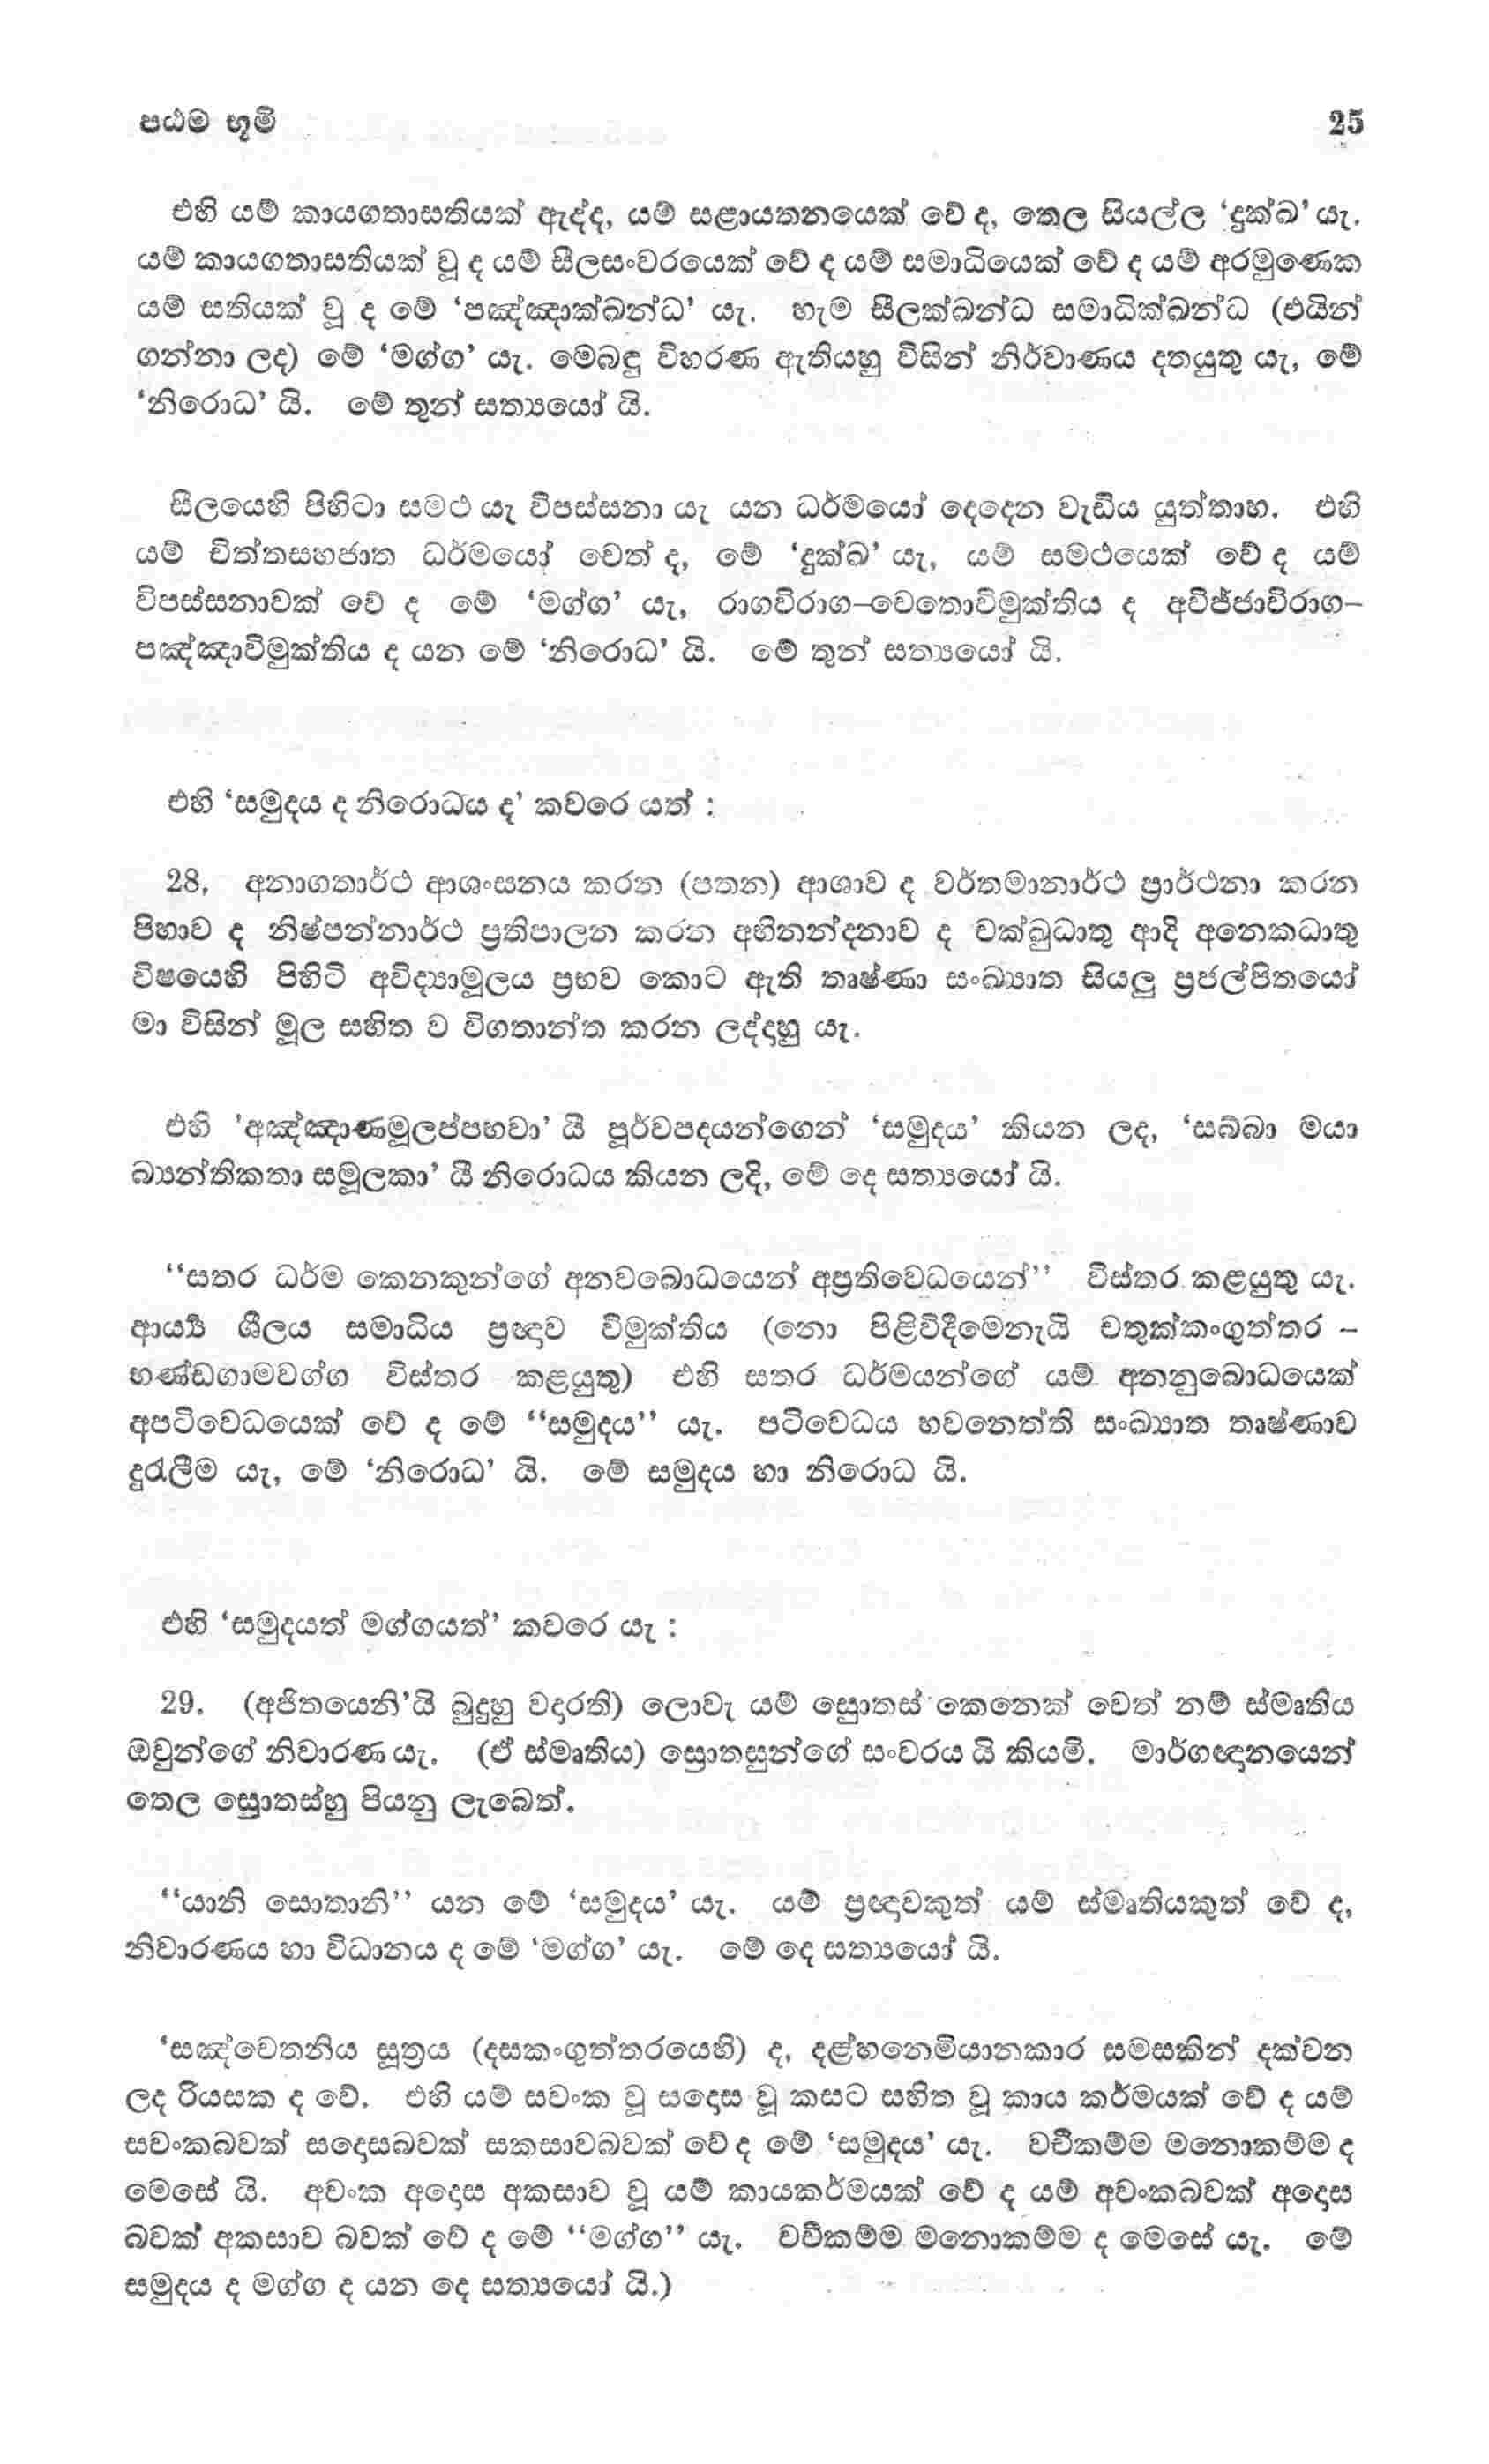 පඨම භූමි 25
එහි යම් කායගතාසතියක් ඇද්ද, යම් සළායතනයෙක් වේ ද, තෙල සියල්ල ‘දුක්ඛ’ යැ.
යම් කායගතාසතියක් වූ ද යම් සීලසංවරයෙක් වේ ද යම් සමාධියෙක් වේ ද යම් අරමුණෙක
යම් සතියක් වූ ද මේ ‘පඤ්ඤාක්ඛන්ධ’ යැ. හැම සීලක්ඛන්ධ සමාධික්ඛන්ධ (එයින්
ගන්නා ලද) මේ ‘මග්ග’ යැ. මෙබඳු විහරණ ඇතියහු විසින් නිර්වාණය දතයුතු යැ, මේ
‘නිරොධ’ යි. මේ තුන් සත්‍යයෝ යි.
සීලයෙහි පිහිටා සමථ යැ විපස්සනා යැ යන ධර්මයෝ දෙදෙන වැඩිය යුත්තාහ. එහි
යම් චිත්තසහජාත ධර්මයෝ වෙත් ද, මේ ‘දුක්ඛ’ යැ, යම් සමථයෙක් වේ ද යම්
විපස්සනාවක් වේ ද මේ ‘මග්ග’ යැ, රාගවිරාග–චෙතොවිමුක්තිය ද අවිජ්ජාවිරාග–
පඤ්ඤාවිමුක්තිය ද යන මේ ‘නිරොධ’ යි. මේ තුන් සත්‍යයෝ යි.
එහි ‘සමුදය ද නිරොධය ද’ කවරෙ යත් :
28, අනාගතාර්ථ ආශංසනය කරන (පතන) ආශාව ද වර්තමානාර්ථ ප්‍රාර්ථනා කරන
පිහාව ද නිෂ්පන්නාර්ථ ප්‍රතිපාලන කරන අභිනන්දනාව ද චක්ඛුධාතු ආදි අනෙකධාතු
විෂයෙහි පිහිටි අවිද්‍යාමූලය ප්‍රභව කොට ඇති තෘෂ්ණා සංඛ්‍යාත සියලු ප්‍රජල්පිතයෝ
මා විසින් මූල සහිත ව විගතාන්ත කරන ලද්දාහු යැ.
එහි ’අඤ්ඤාණමූලප්පභවා’ යි පූර්වපදයන්ගෙන් ‘සමුදය’ කියන ලද, ‘සබ්බා මයා
බ්‍යන්තිකතා සමූලකා’ යි නිරොධය කියන ලදි, මේ දෙ සත්‍යයෝ යි.
“සතර ධර්ම කෙනකුන්ගේ අනවබොධයෙන් අප්‍රතිවෙධයෙන්” විස්තර කළයුතු යැ.
ආර්‍ය්‍ය ශීලය සමාධිය ප්‍රඥාව විමුක්තිය (නො පිළිවිදීමෙනැයි චතුක්කංගුත්තර –
භණ්ඩගාමවග්ග විස්තර කළයුතු) එහි සතර ධර්මයන්ගේ යම් අනනුබොධයෙක්
අපටිවෙධයෙක් වේ ද මේ “සමුදය” යැ. පටිවෙධය භවනෙත්ති සංඛ්‍යාත තෘෂ්ණාව
දුරැලීම යැ, මේ ‘නිරොධ’ යි. මේ සමුදය හා නිරොධ යි.
එහි ‘සමුදයත් මග්ගයත්’ කවරෙ යැ :
29. (අජිතයෙනි’යි බුදුහු වදාරති) ලොවැ යම් සොතස් කෙනෙක් වෙත් නම් ස්මෘතිය
ඔවුන්ගේ නිවාරණ යැ. (ඒ ස්මෘතිය) ස්‍රොතසුන්ගේ සංවරය යි කියමි. මාර්ගඥානයෙන්
තෙල ස්‍රොතස්හු පියනු ලැබෙත්.
“යානි සොතානි” යන මේ ‘සමුදය’ යැ. යම් ප්‍රඥාවකුත් යම් ස්මෘතියකුත් වේ ද,
නිවාරණය හා විධානය ද මේ ‘මග්ග’ යැ. මේ දෙ සත්‍යයෝ යි.
‘සඤ්චෙතනිය සූත්‍රය (දසකංගුත්තරයෙහි) ද, දළ්හනෙමියානකාර සමසකින් දක්වන
ලද රියසක ද වේ. එහි යම් සවංක වූ සදොස වූ කසට සහිත වූ කාය කර්මයක් වේ ද යම්
සවංකබවක් සදොසබවක් සකසාවබවක් වේ ද මේ ‘සමුදය’ යැ. වචීකම්ම මනොකම්ම ද
මෙසේ යි. අවංක අදොස අකසාව වූ යම් කායකර්මයක් වේ ද යම් අවංකබවක් අදොස
බවක් අකසාව බවක් වේ ද මේ “මග්ග” යැ. වචීකම්ම මනොකම්ම ද මෙසේ යැ. මේ
සමුදය ද මග්ග ද යන දෙ සත්‍යයෝ යි.)